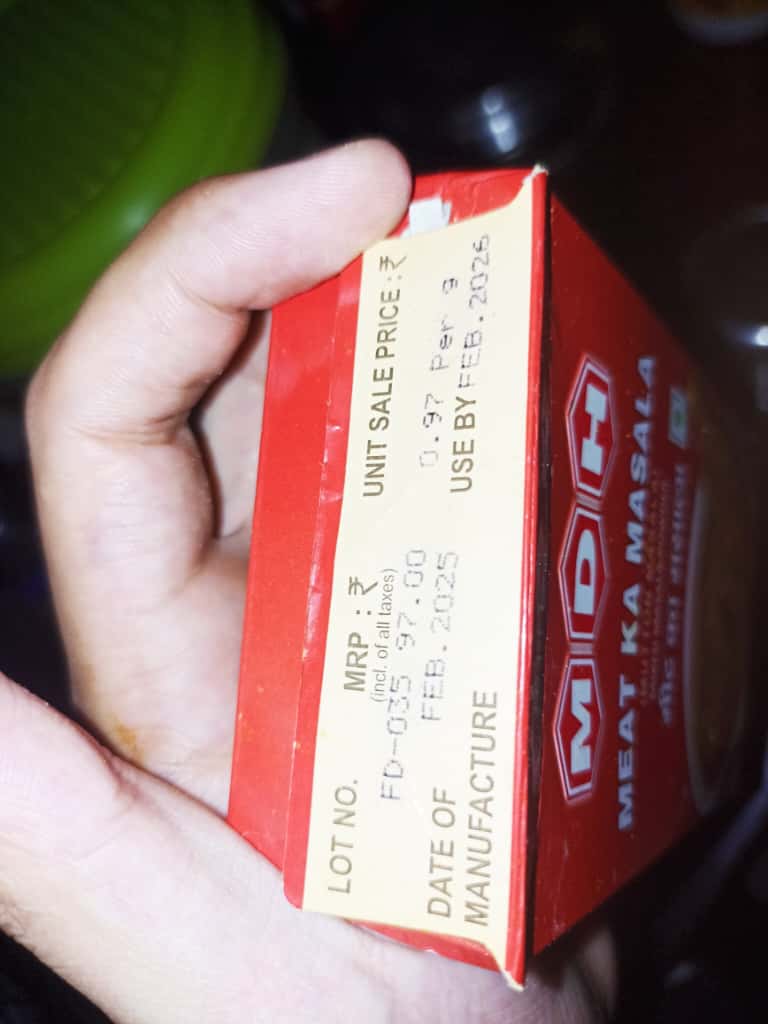 LOT NO. MRP : ₹ UNIT SALE PRICE : ₹
(incl. of all taxes)
FD-035 97.00 0.97 Per g
DATE OF MANUFACTURE FEB.2025 USE BY FEB.2026
MDH
MEAT KA MASALA
मीट का मसाला